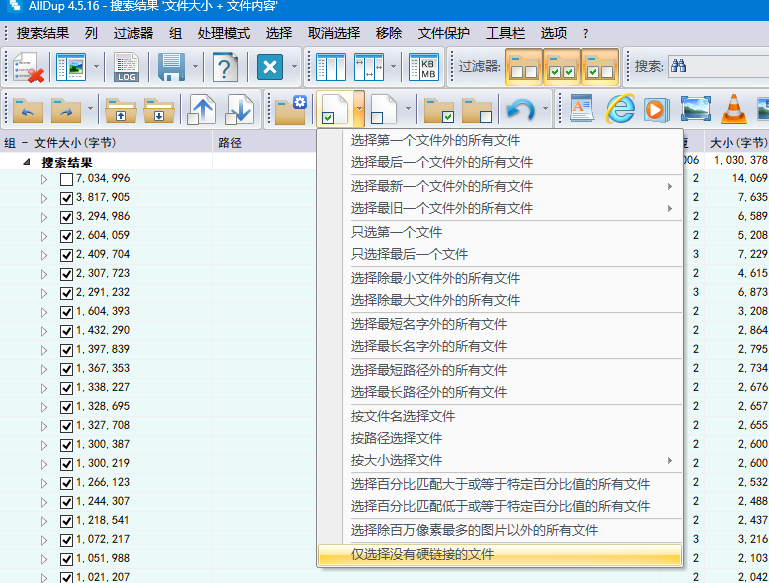 AllDup 4.5.16 - 搜索结果 '文件大小 + 文件内容'
搜索结果 列 过滤器 组 处理模式 选择 取消选择 移除 文件保护 工具栏 选项 ?
LOG KB MB 过滤器: 搜索:
组 - 文件大小(字节) 路径 大小(字节)
搜索结果 006 1,030,378
7,034,996 2 14,069
3,817,905 2 7,635
3,294,986 2 6,589
2,604,059 2 5,208
2,409,704 3 7,229
2,307,723 2 4,615
2,291,232 3 6,873
1,604,393 2 3,208
1,432,290 2 2,864
1,397,839 2 2,795
1,367,353 2 2,734
1,338,227 2 2,676
1,328,695 2 2,657
1,327,708 2 2,655
1,300,387 2 2,600
1,300,219 2 2,600
1,266,123 2 2,532
1,244,307 2 2,488
1,218,541 2 2,437
1,072,217 3 3,216
1,051,988 2 2,103
1,021,207 2 2,042
选择第一个文件外的所有文件
选择最后一个文件外的所有文件
选择最新一个文件外的所有文件
选择最旧一个文件外的所有文件
只选第一个文件
只选择最后一个文件
选择除最小文件外的所有文件
选择除最大文件外的所有文件
选择最短名字外的所有文件
选择最长名字外的所有文件
选择最短路径外的所有文件
选择最长路径外的所有文件
按文件名选择文件
按路径选择文件
按大小选择文件
选择百分比匹配大于或等于特定百分比值的所有文件
选择百分比匹配低于或等于特定百分比值的所有文件
选择除百万像素最多的图片以外的所有文件
仅选择没有硬链接的文件